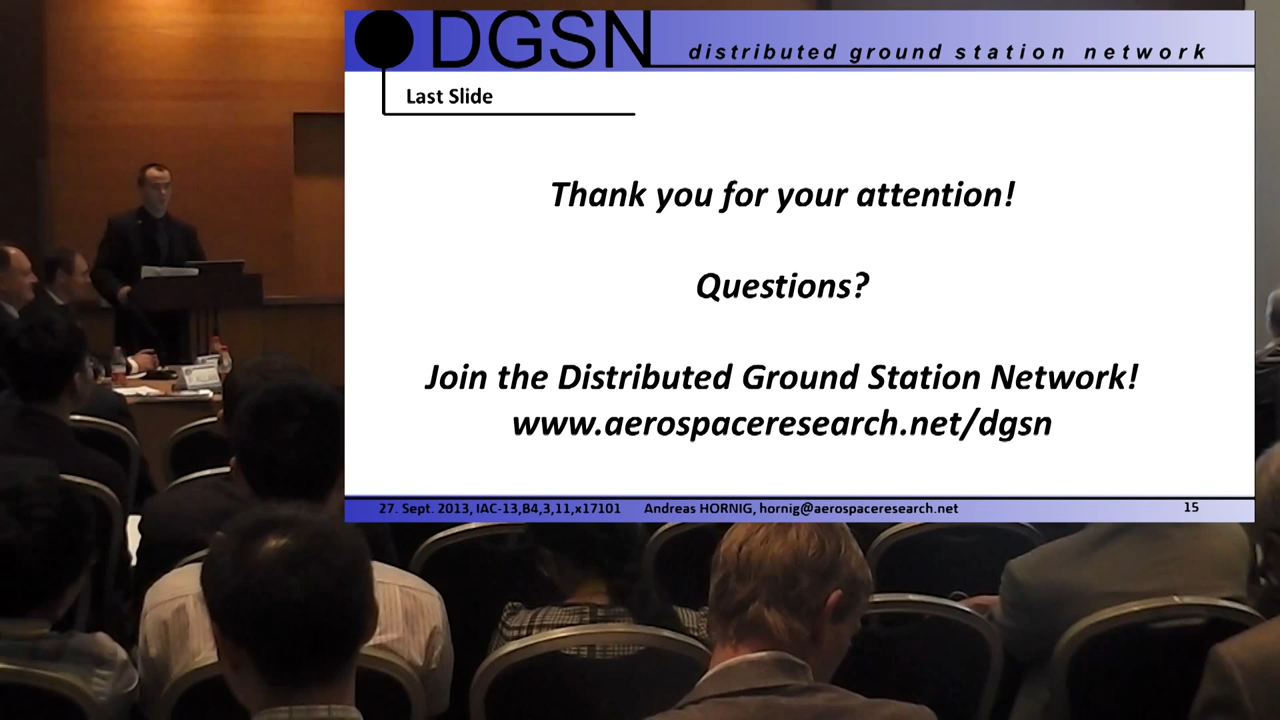 DGSN
distributed ground station network
Last Slide
Thank you for your attention!
Questions?
Join the Distributed Ground Station Network!
www.aerospaceresearch.net/dgsn
27. Sept. 2013, IAC-13,B4,3,11,x17101 Andreas HORNIG, hornig@aerospaceresearch.net 15